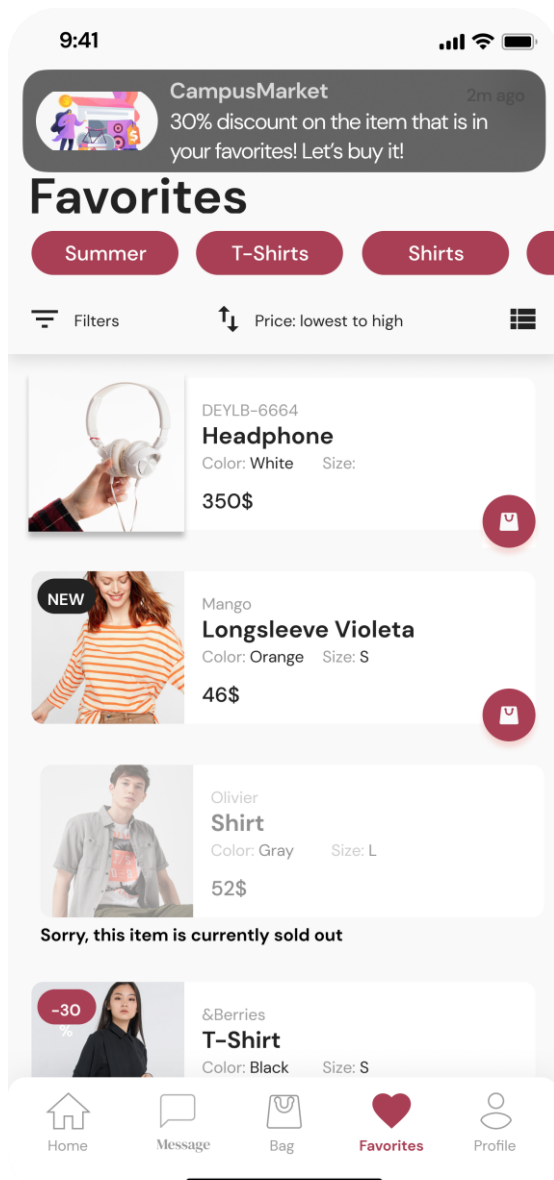 9:41
CampusMarket
2m ago
30% discount on the item that is in
your favorites! Let's buy it!
Favorites
Summer
T-Shirts
Shirts
Filters
Price: lowest to high
DEYLB-6664
Headphone
Color: White Size:
350$
NEW
Mango
Longsleeve Violeta
Color: Orange Size: S
46$
Olivier
Shirt
Color: Gray Size: L
52$
Sorry, this item is currently sold out
-30
%
&Berries
T-Shirt
Color: Black Size: S
Home
Message
Bag
Favorites
Profile